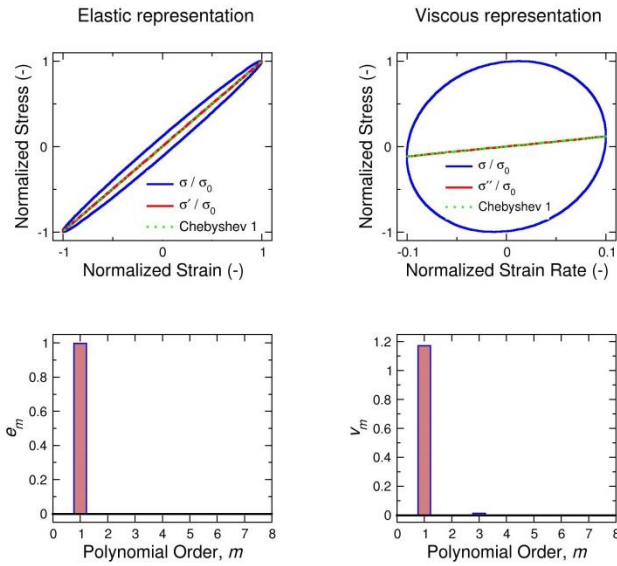 Elastic representation
Viscous representation
Normalized Stress (-)
1
0
-1
-1
0
1
σ / σ0
σ′ / σ0
Chebyshev 1
Normalized Strain (-)
Normalized Stress (-)
1
0
-1
-0.1
0
0.1
σ / σ0
σ′′ / σ0
Chebyshev 1
Normalized Strain Rate (-)
em
1
0.8
0.6
0.4
0.2
0
0 1 2 3 4 5 6 7 8
Polynomial Order, m
vm
1.2
1
0.8
0.6
0.4
0.2
0
0 1 2 3 4 5 6 7 8
Polynomial Order, m